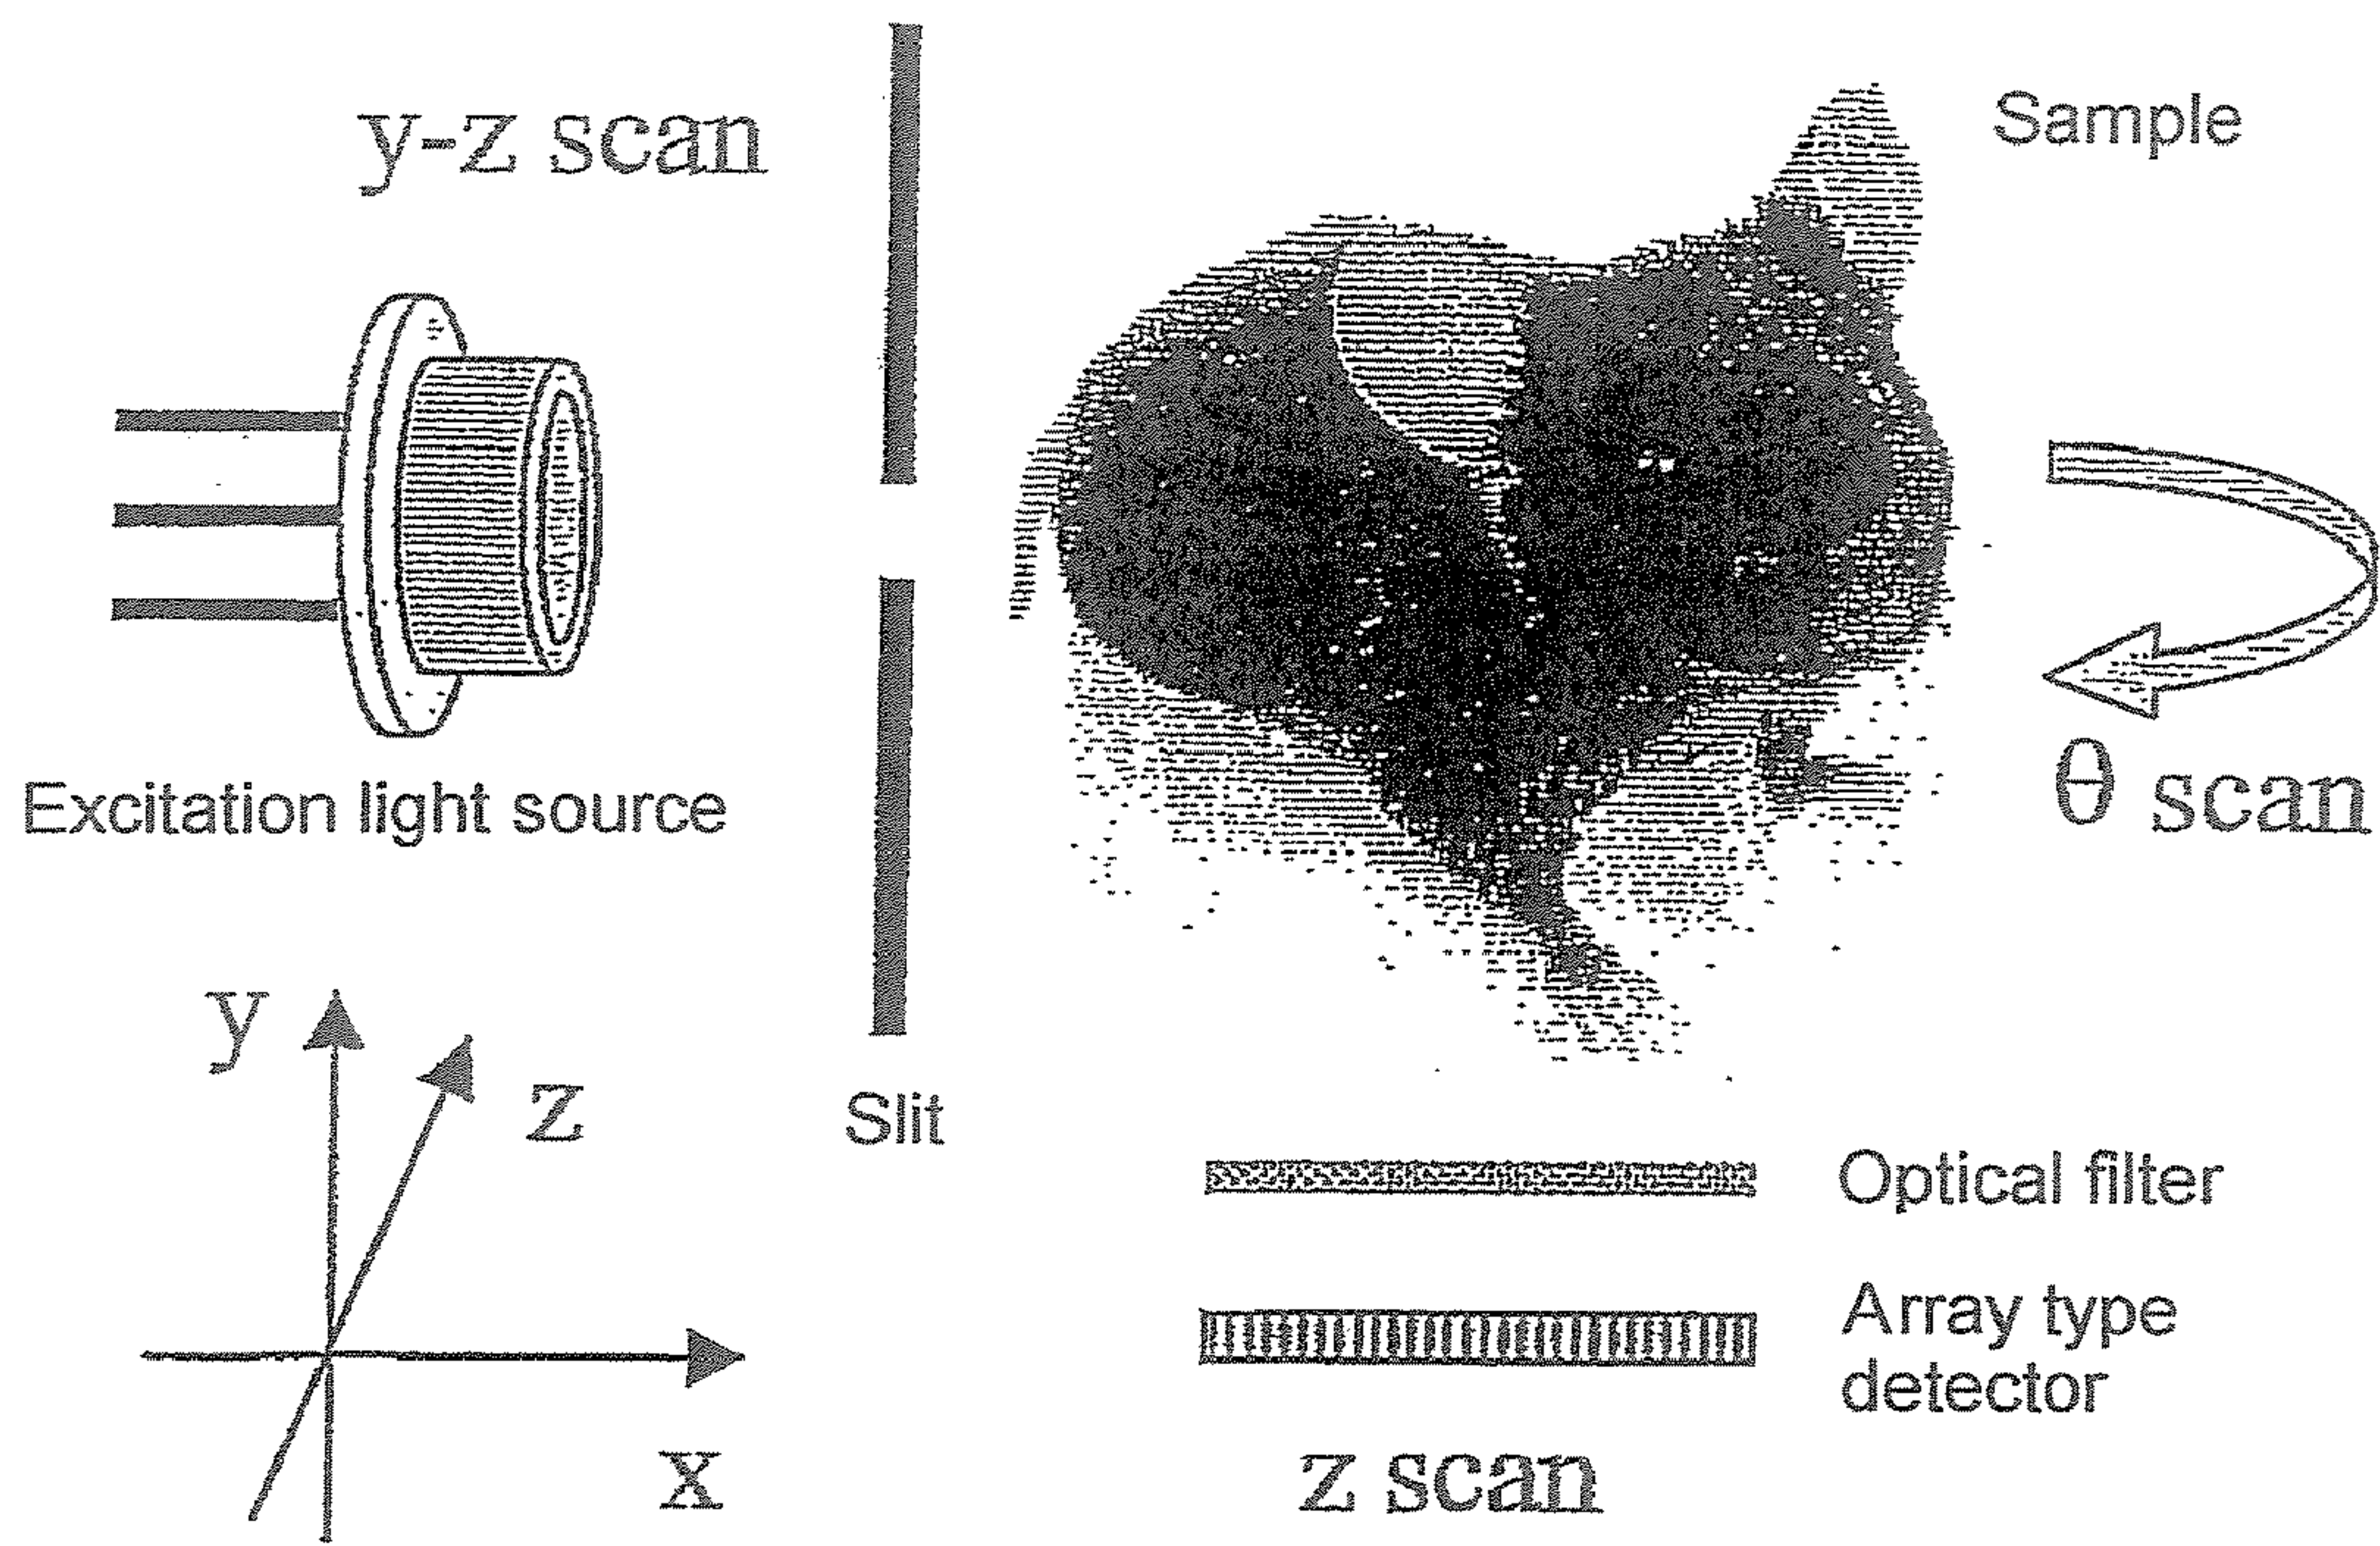 y-z scan
Sample
Excitation light source
θ scan
y
z
Slit
Optical filter
Array type
detector
x
z scan